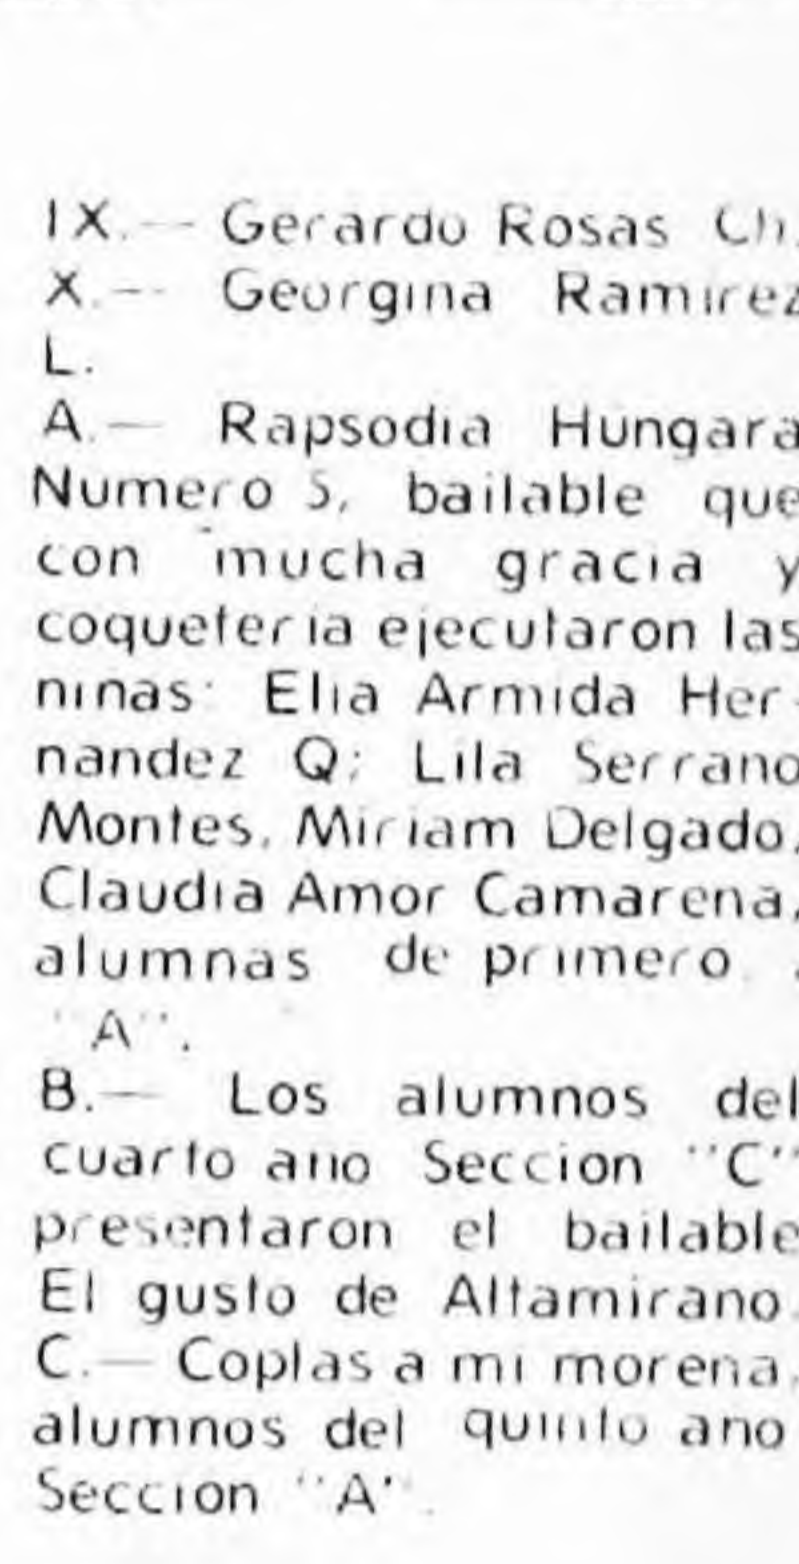 IX.— Gerardo Rosas Ch.
X.— Georgina Ramirez
L.
A.— Rapsodia Hungara
Numero 5, bailable que
con mucha gracia y
coqueteria ejecutaron las
ninas: Elia Armida Her-
nandez Q; Lila Serrano
Montes, Miriam Delgado,
Claudia Amor Camarena,
alumnas de primero
"A".
B.— Los alumnos del
cuarto ano Seccion "C"
presentaron el bailable
El gusto de Altamirano.
C.— Coplas a mi morena,
alumnos del quinto ano
Seccion "A".